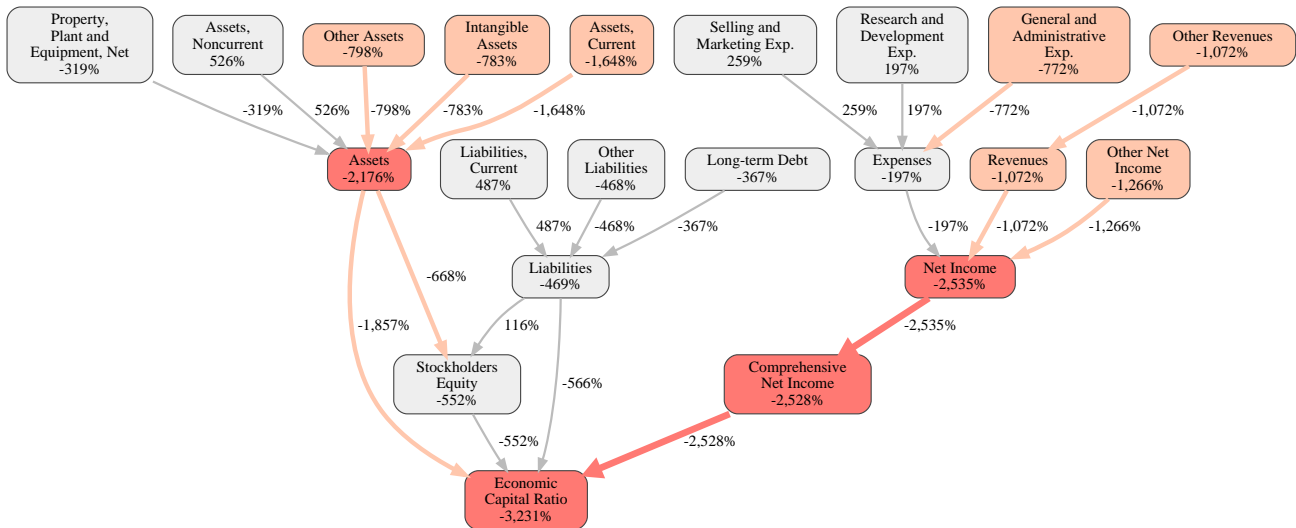 Property,
Plant and
Equipment, Net
-319%
Assets,
Noncurrent
526%
Other Assets
-798%
Intangible
Assets
-783%
Assets,
Current
-1,648%
Selling and
Marketing Exp.
259%
Research and
Development
Exp.
197%
General and
Administrative
Exp.
-772%
Other Revenues
-1,072%
-319%
526%
-798%
-783%
-1,648%
259%
197%
-772%
-1,072%
Assets
-2,176%
Liabilities,
Current
487%
Other
Liabilities
-468%
Long-term Debt
-367%
Expenses
-197%
Revenues
-1,072%
Other Net
Income
-1,266%
487%
-468%
-367%
-197%
-1,072%
-1,266%
-668%
Liabilities
-469%
Net Income
-2,535%
-1,857%
116%
-2,535%
Stockholders
Equity
-552%
-566%
Comprehensive
Net Income
-2,528%
-552%
-2,528%
Economic
Capital Ratio
-3,231%